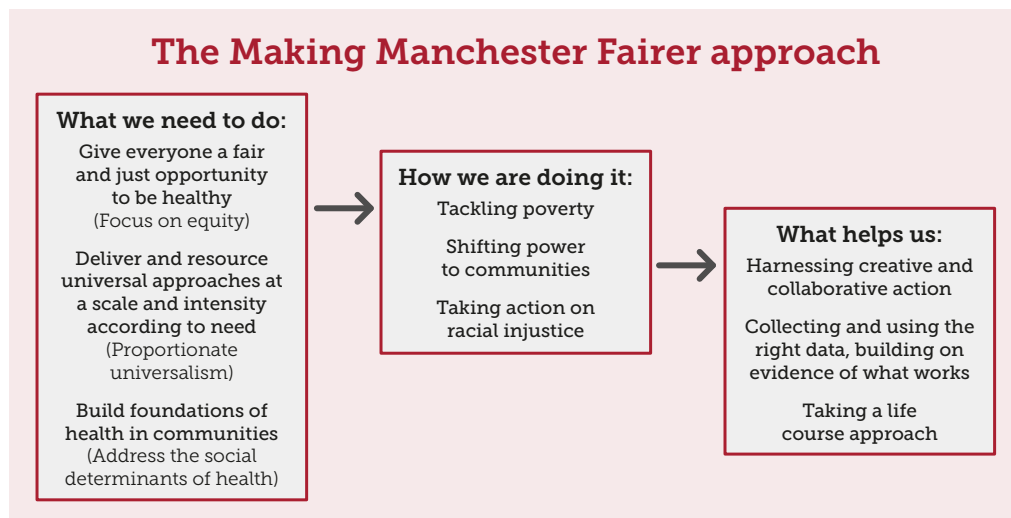 The Making Manchester Fairer approach
What we need to do:
Give everyone a fair
and just opportunity
to be healthy
(Focus on equity)
Deliver and resource
universal approaches at
a scale and intensity
according to need
(Proportionate
universalism)
Build foundations of
health in communities
(Address the social
determinants of health)
How we are doing it:
Tackling poverty
Shifting power
to communities
Taking action on
racial injustice
What helps us:
Harnessing creative and
collaborative action
Collecting and using the
right data, building on
evidence of what works
Taking a life
course approach